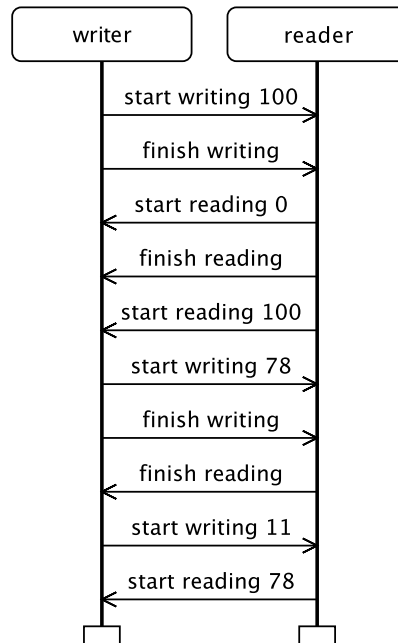 writer
reader
start writing 100
finish writing
start reading 0
finish reading
start reading 100
start writing 78
finish writing
finish reading
start writing 11
start reading 78